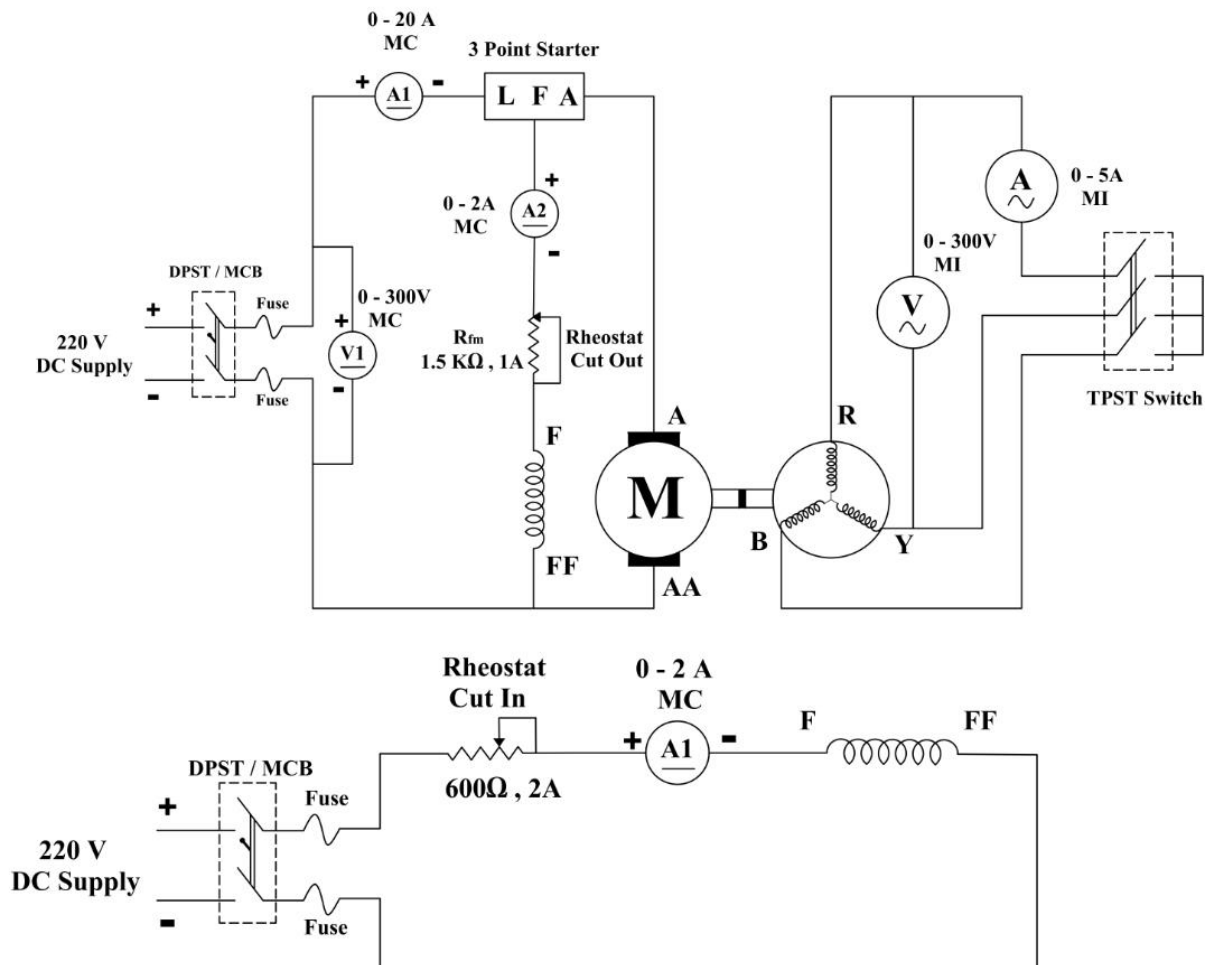 0 - 20 A
MC
3 Point Starter
+ A1 -
L F A
+
0 - 2A
MC
A2
-
A
0 - 5A
MI
0 - 300V
MI
V
DPST / MCB
Fuse
+
220 V
DC Supply
-
Fuse
0 - 300V
MC
+
V1
-
Rfm
1.5 KΩ , 1A
Rheostat
Cut Out
TPST Switch
A
R
F
M
B
Y
FF
AA
Rheostat
Cut In
0 - 2 A
MC
F
FF
+ A1 -
600Ω , 2A
DPST / MCB
Fuse
+
220 V
DC Supply
-
Fuse